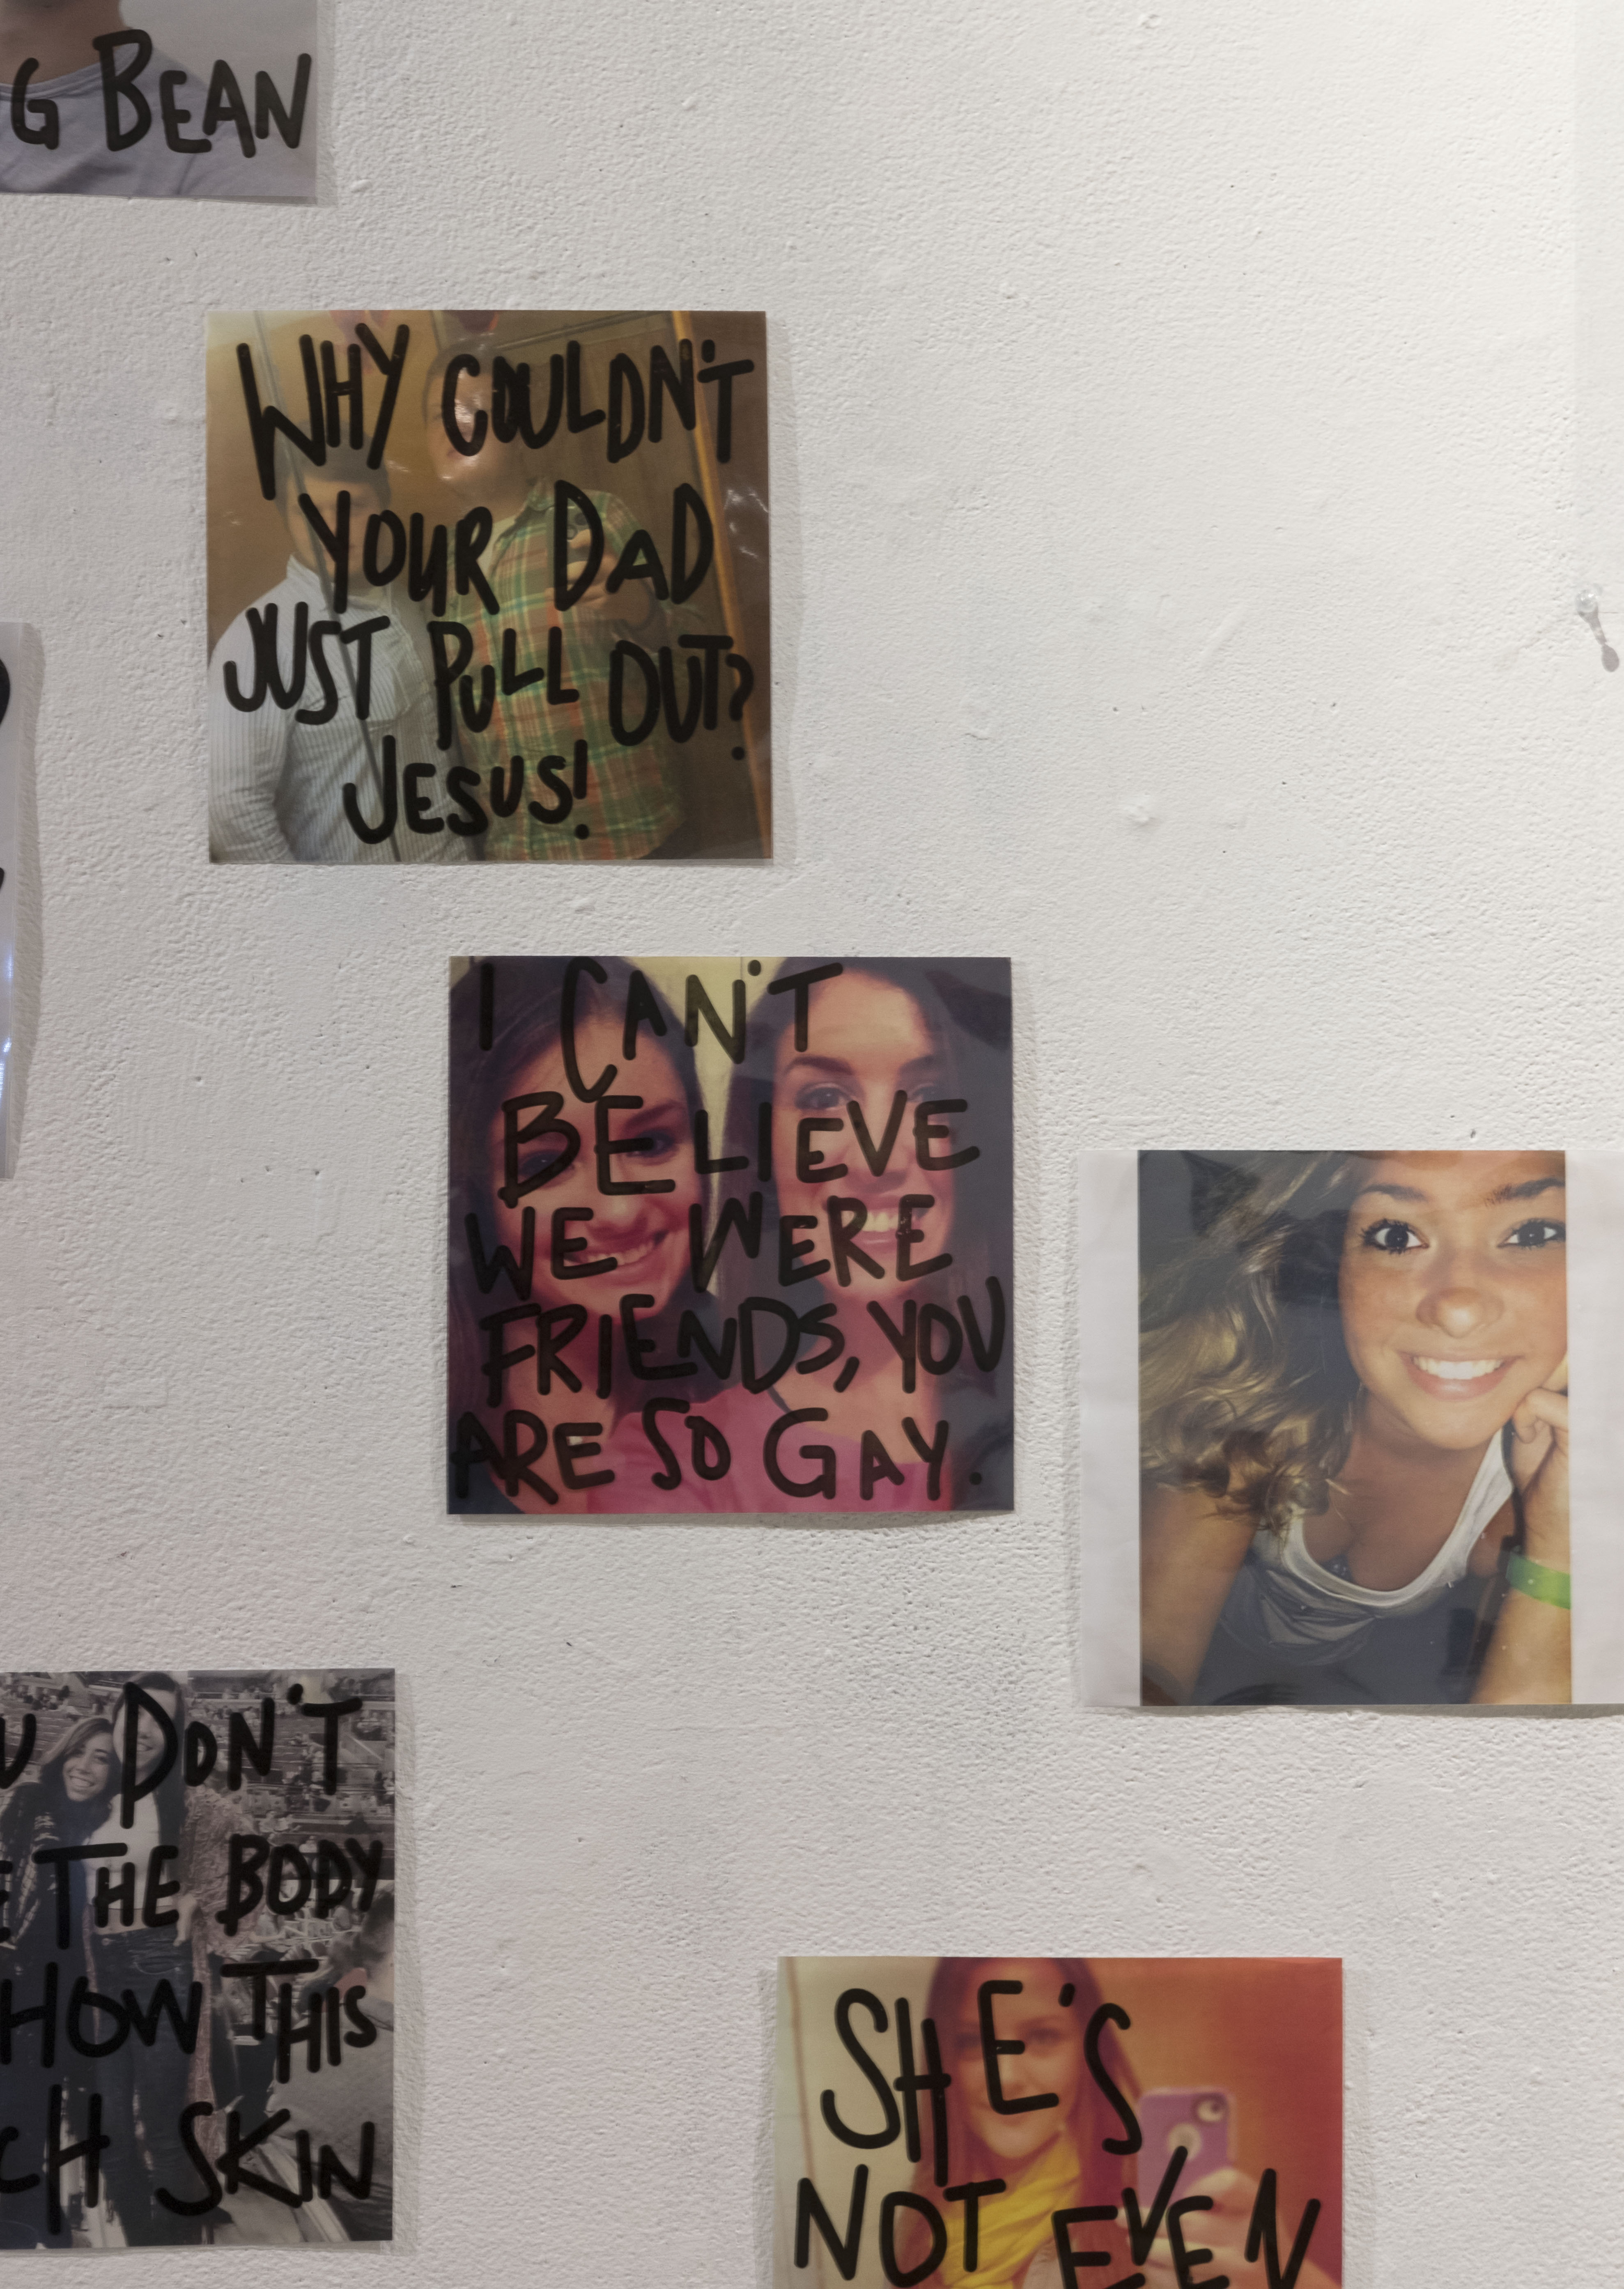 G BEAN
WHY COULDN'T
YOUR DAD
JUST PULL OUT?
JESUS!
I CAN'T
BELIEVE
WE WERE
FRIENDS, YOU
ARE SO GAY.
DON'T
THE BODY
HOW THIS
CH SKIN
SHE'S
NOT EVEN